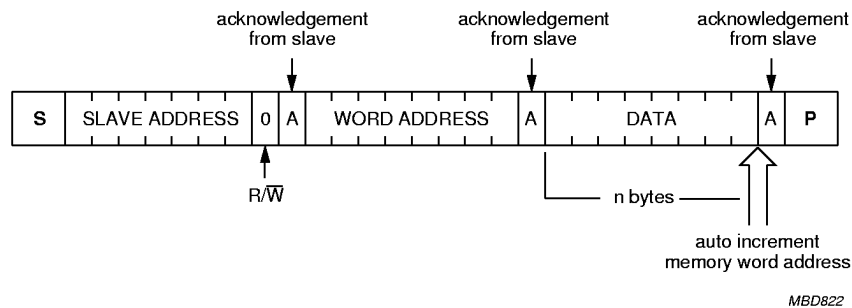 acknowledgement acknowledgement acknowledgement
from slave from slave from slave
S SLAVE ADDRESS 0 A WORD ADDRESS A DATA A P
R/W̅ n bytes
auto increment
memory word address
MBD822